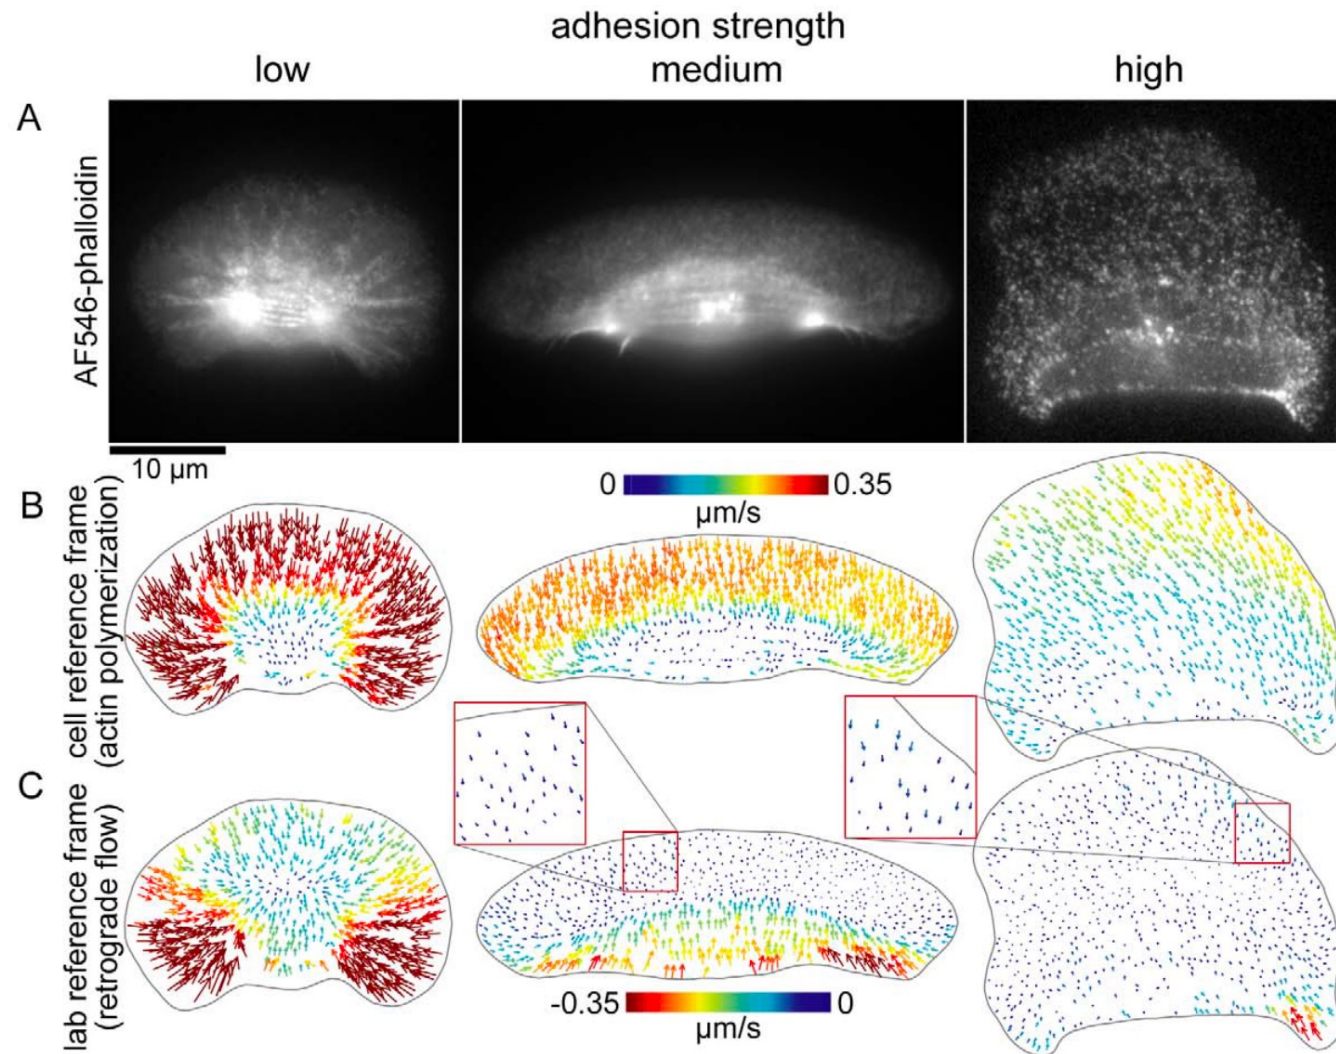 adhesion strength
low medium high
A
AF546-phalloidin
10 µm
0 0.35
µm/s
B
cell reference frame
(actin polymerization)
C
lab reference frame
(retrograde flow)
-0.35 0
µm/s